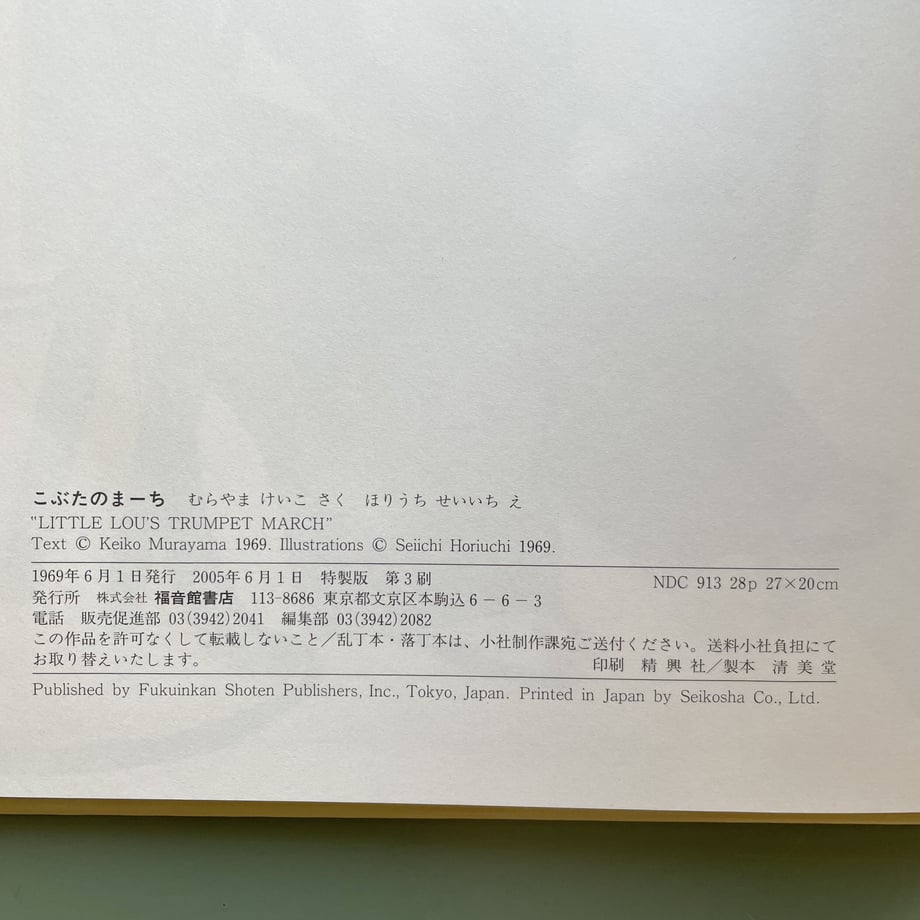 こぶたのまーち　むらやま けいこ さく　ほりうち せいいち え
"LITTLE LOU'S TRUMPET MARCH"
Text © Keiko Murayama 1969. Illustrations © Seiichi Horiuchi 1969.
1969年6月1日発行　2005年6月1日　特製版　第3刷　NDC 913 28p 27×20cm
発行所　株式会社 福音館書店　113-8686 東京都文京区本駒込6-6-3
電話　販売促進部 03(3942)2041　編集部 03(3942)2082
この作品を許可なくして転載しないこと／乱丁本・落丁本は、小社制作課宛ご送付ください。送料小社負担にて
お取り替えいたします。　印刷　精興社／製本　清美堂
Published by Fukuinkan Shoten Publishers, Inc., Tokyo, Japan. Printed in Japan by Seikosha Co., Ltd.